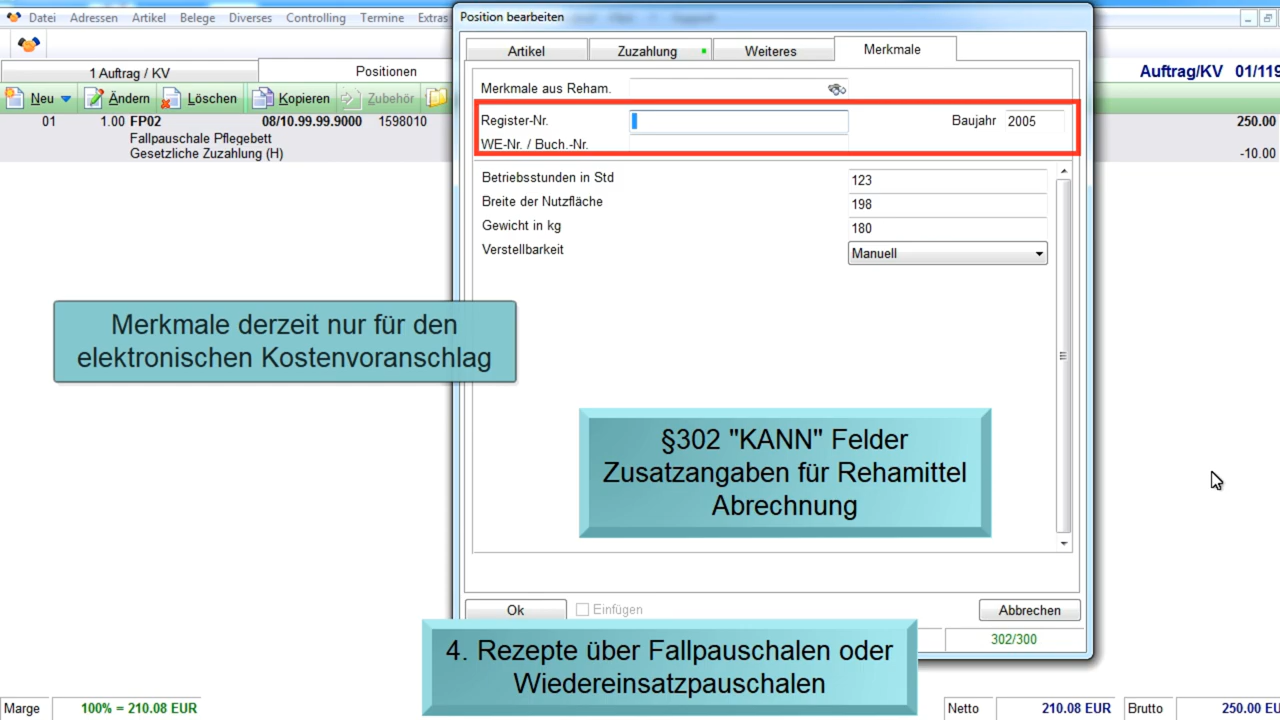 Datei Adressen Artikel Belege Diverses Controlling Termine Extras
Position bearbeiten
Artikel Zuzahlung Weiteres Merkmale
1 Auftrag / KV Positionen
Auftrag/KV 01/119
Neu Ändern Löschen Kopieren Zubehör
01 1.00 FP02 08/10.99.99.9000 1598010
250.00
Fallpauschale Pflegebett
Gesetzliche Zuzahlung (H)
-10.00
Merkmale aus Reham.
Register-Nr.
Baujahr 2005
WE-Nr. / Buch.-Nr.
Betriebsstunden in Std 123
Breite der Nutzfläche 198
Gewicht in kg 180
Verstellbarkeit Manuell
Merkmale derzeit nur für den
elektronischen Kostenvoranschlag
§302 "KANN" Felder
Zusatzangaben für Rehamittel
Abrechnung
Ok Einfügen Abbrechen
302/300
4. Rezepte über Fallpauschalen oder
Wiedereinsatzpauschalen
Marge 100% = 210.08 EUR
Netto 210.08 EUR Brutto 250.00 EU